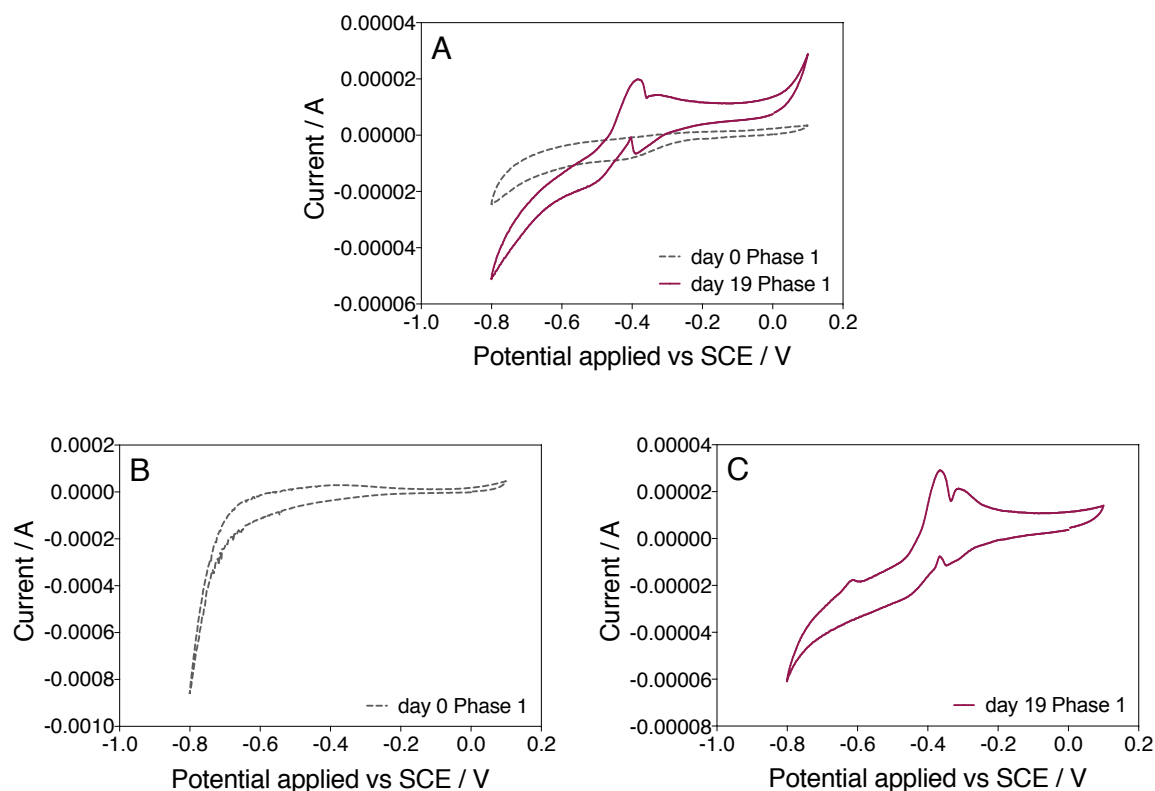 A
0.00004
0.00002
0.00000
-0.00002
-0.00004
-0.00006
Current / A
day 0 Phase 1
day 19 Phase 1
-1.0 -0.8 -0.6 -0.4 -0.2 0.0 0.2
Potential applied vs SCE / V
B
0.0002
0.0000
-0.0002
-0.0004
-0.0006
-0.0008
-0.0010
Current / A
day 0 Phase 1
-1.0 -0.8 -0.6 -0.4 -0.2 0.0 0.2
Potential applied vs SCE / V
C
0.00004
0.00002
0.00000
-0.00002
-0.00004
-0.00006
-0.00008
Current / A
day 19 Phase 1
-1.0 -0.8 -0.6 -0.4 -0.2 0.0 0.2
Potential applied vs SCE / V